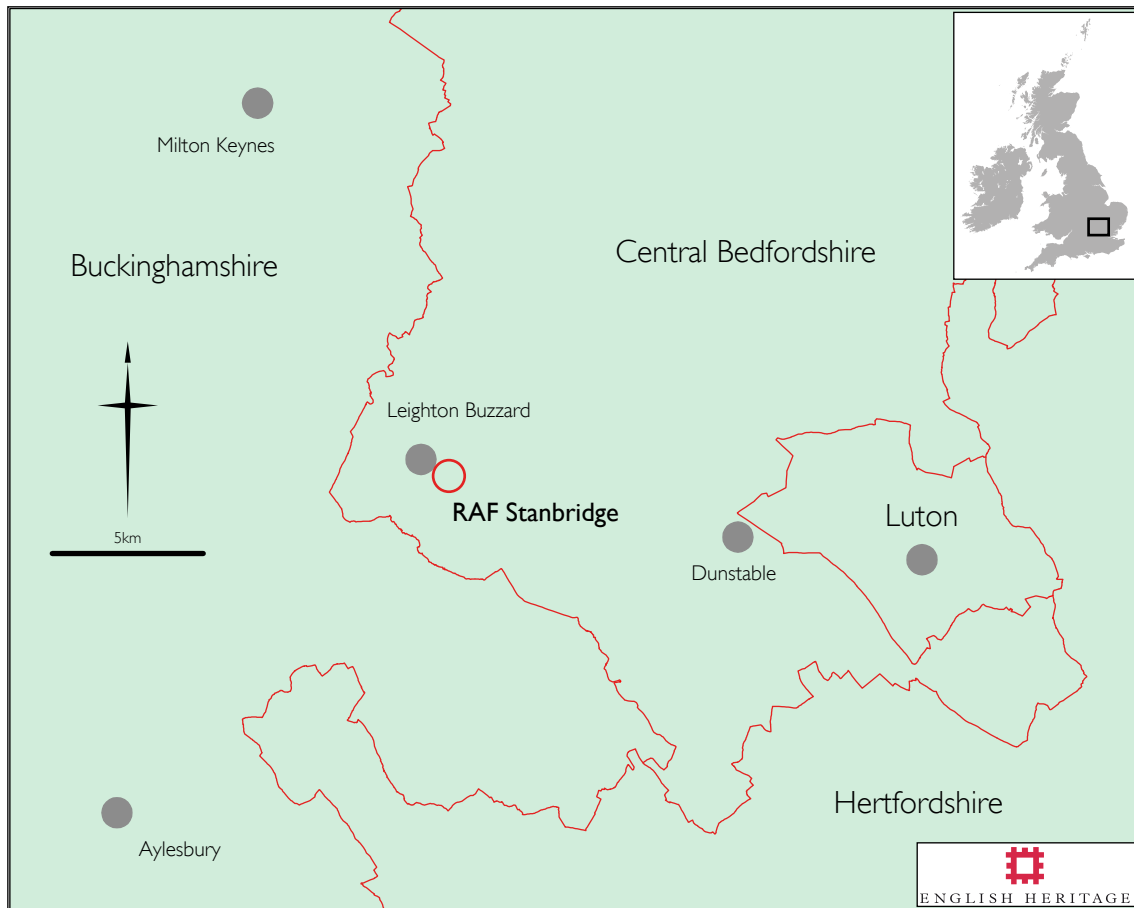 Milton Keynes
Buckinghamshire
Central Bedfordshire
Leighton Buzzard
RAF Stanbridge
Luton
5km
Dunstable
Hertfordshire
Aylesbury
ENGLISH HERITAGE